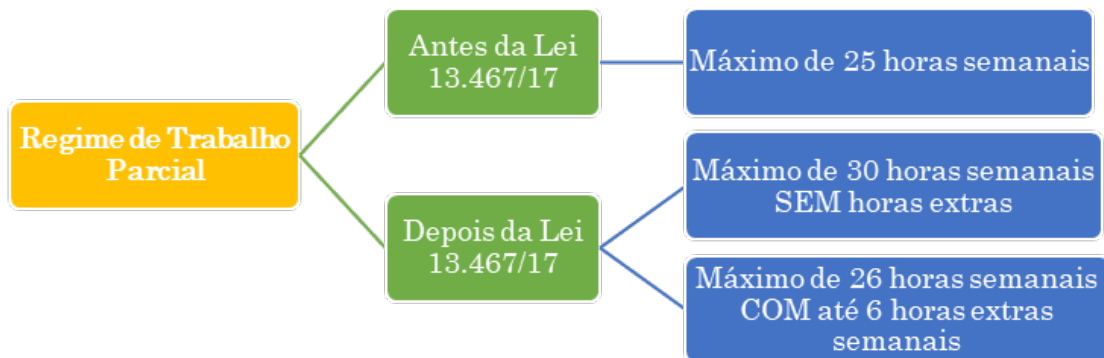 Regime de Trabalho
Parcial
Antes da Lei
13.467/17
Máximo de 25 horas semanais
Depois da Lei
13.467/17
Máximo de 30 horas semanais
SEM horas extras
Máximo de 26 horas semanais
COM até 6 horas extras
semanais